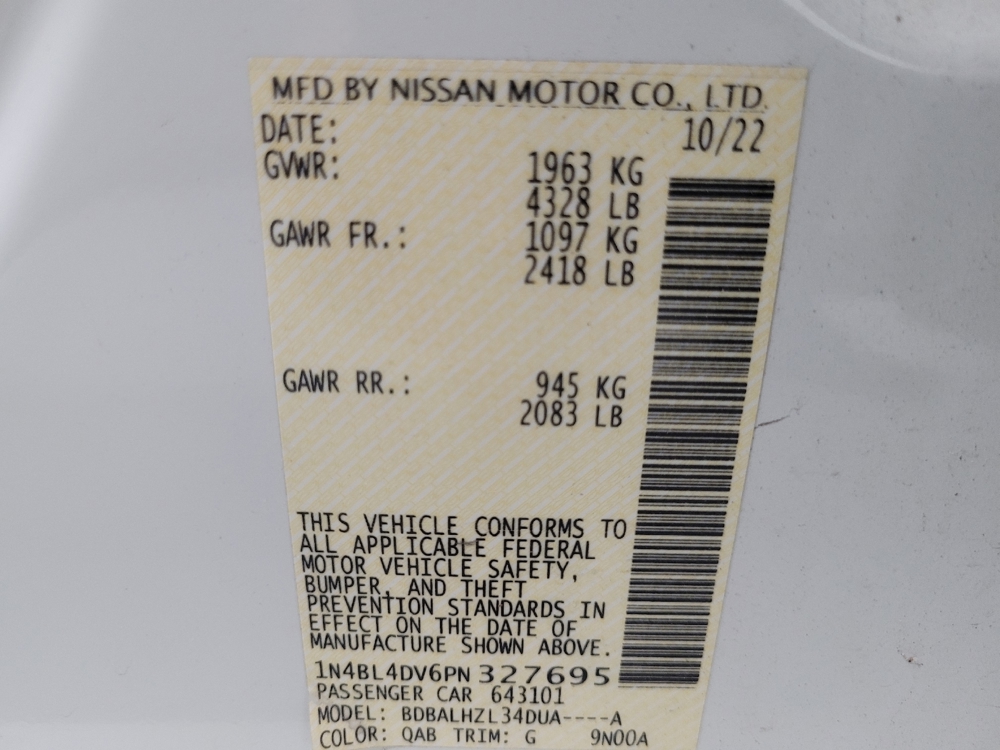 MFD BY NISSAN MOTOR CO., LTD.
DATE: 10/22
GVWR: 1963 KG
4328 LB
GAWR FR.: 1097 KG
2418 LB
GAWR RR.: 945 KG
2083 LB
THIS VEHICLE CONFORMS TO
ALL APPLICABLE FEDERAL
MOTOR VEHICLE SAFETY,
BUMPER, AND THEFT
PREVENTION STANDARDS IN
EFFECT ON THE DATE OF
MANUFACTURE SHOWN ABOVE.
1N4BL4DV6PN327695
PASSENGER CAR 643101
MODEL: BDBALHZL34DUA----A
COLOR: QAB TRIM: G 9N00A